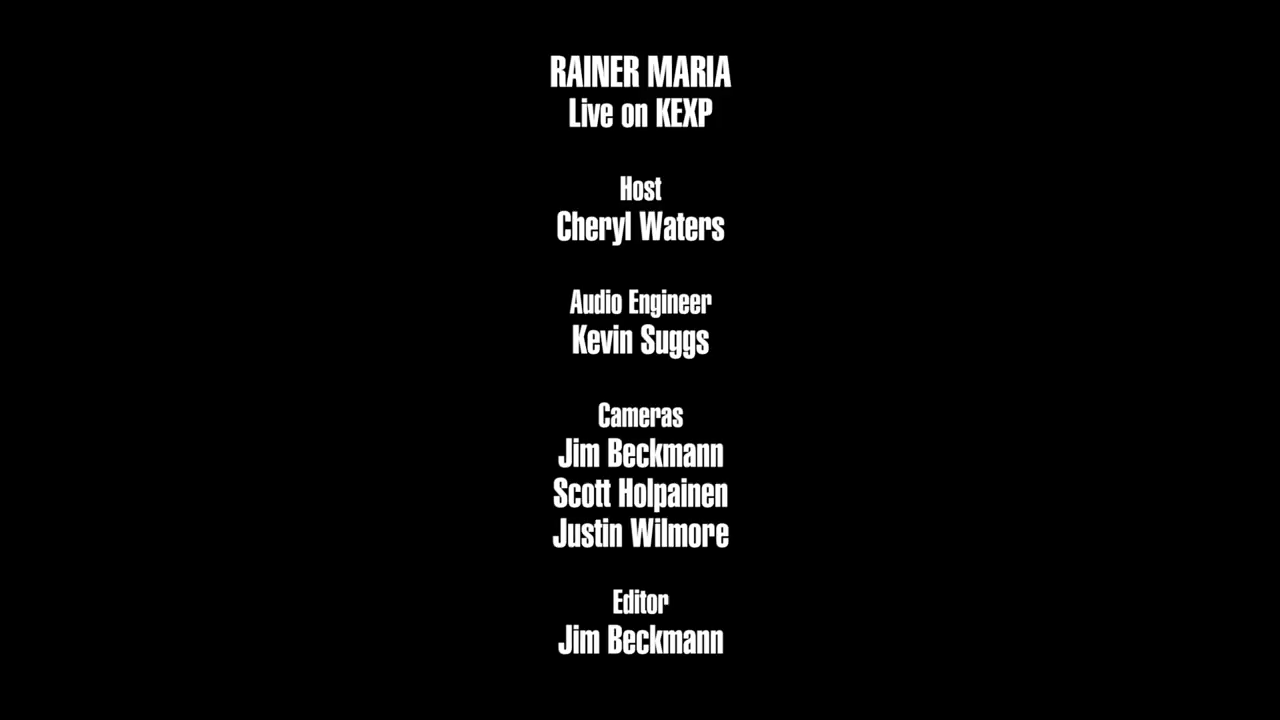 RAINER MARIA
Live on KEXP
Host
Cheryl Waters
Audio Engineer
Kevin Suggs
Cameras
Jim Beckmann
Scott Holpainen
Justin Wilmore
Editor
Jim Beckmann